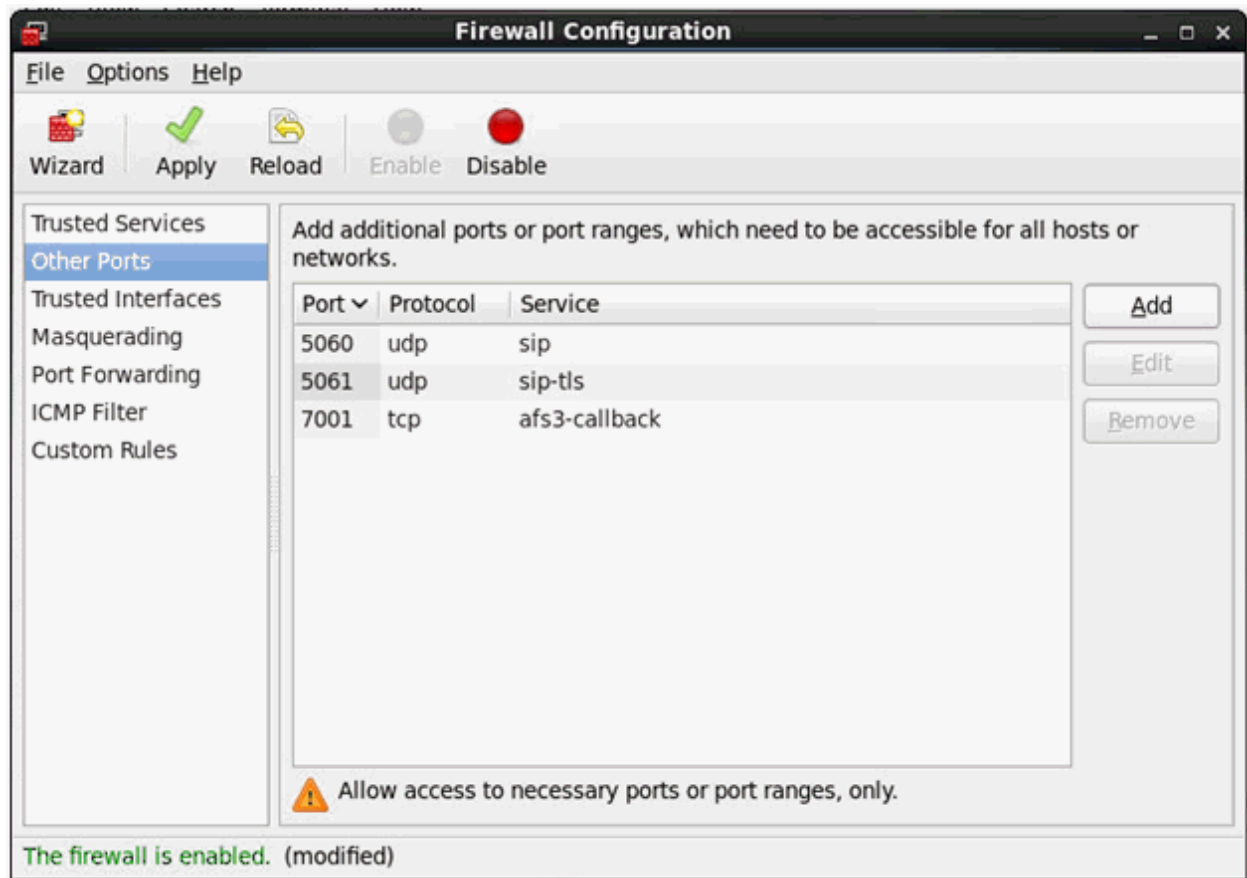 Firewall Configuration
File Options Help
Wizard Apply Reload Enable Disable
Trusted Services
Other Ports
Trusted Interfaces
Masquerading
Port Forwarding
ICMP Filter
Custom Rules
Add additional ports or port ranges, which need to be accessible for all hosts or
networks.
Port Protocol Service
5060 udp sip
5061 udp sip-tls
7001 tcp afs3-callback
Add
Edit
Remove
Allow access to necessary ports or port ranges, only.
The firewall is enabled. (modified)